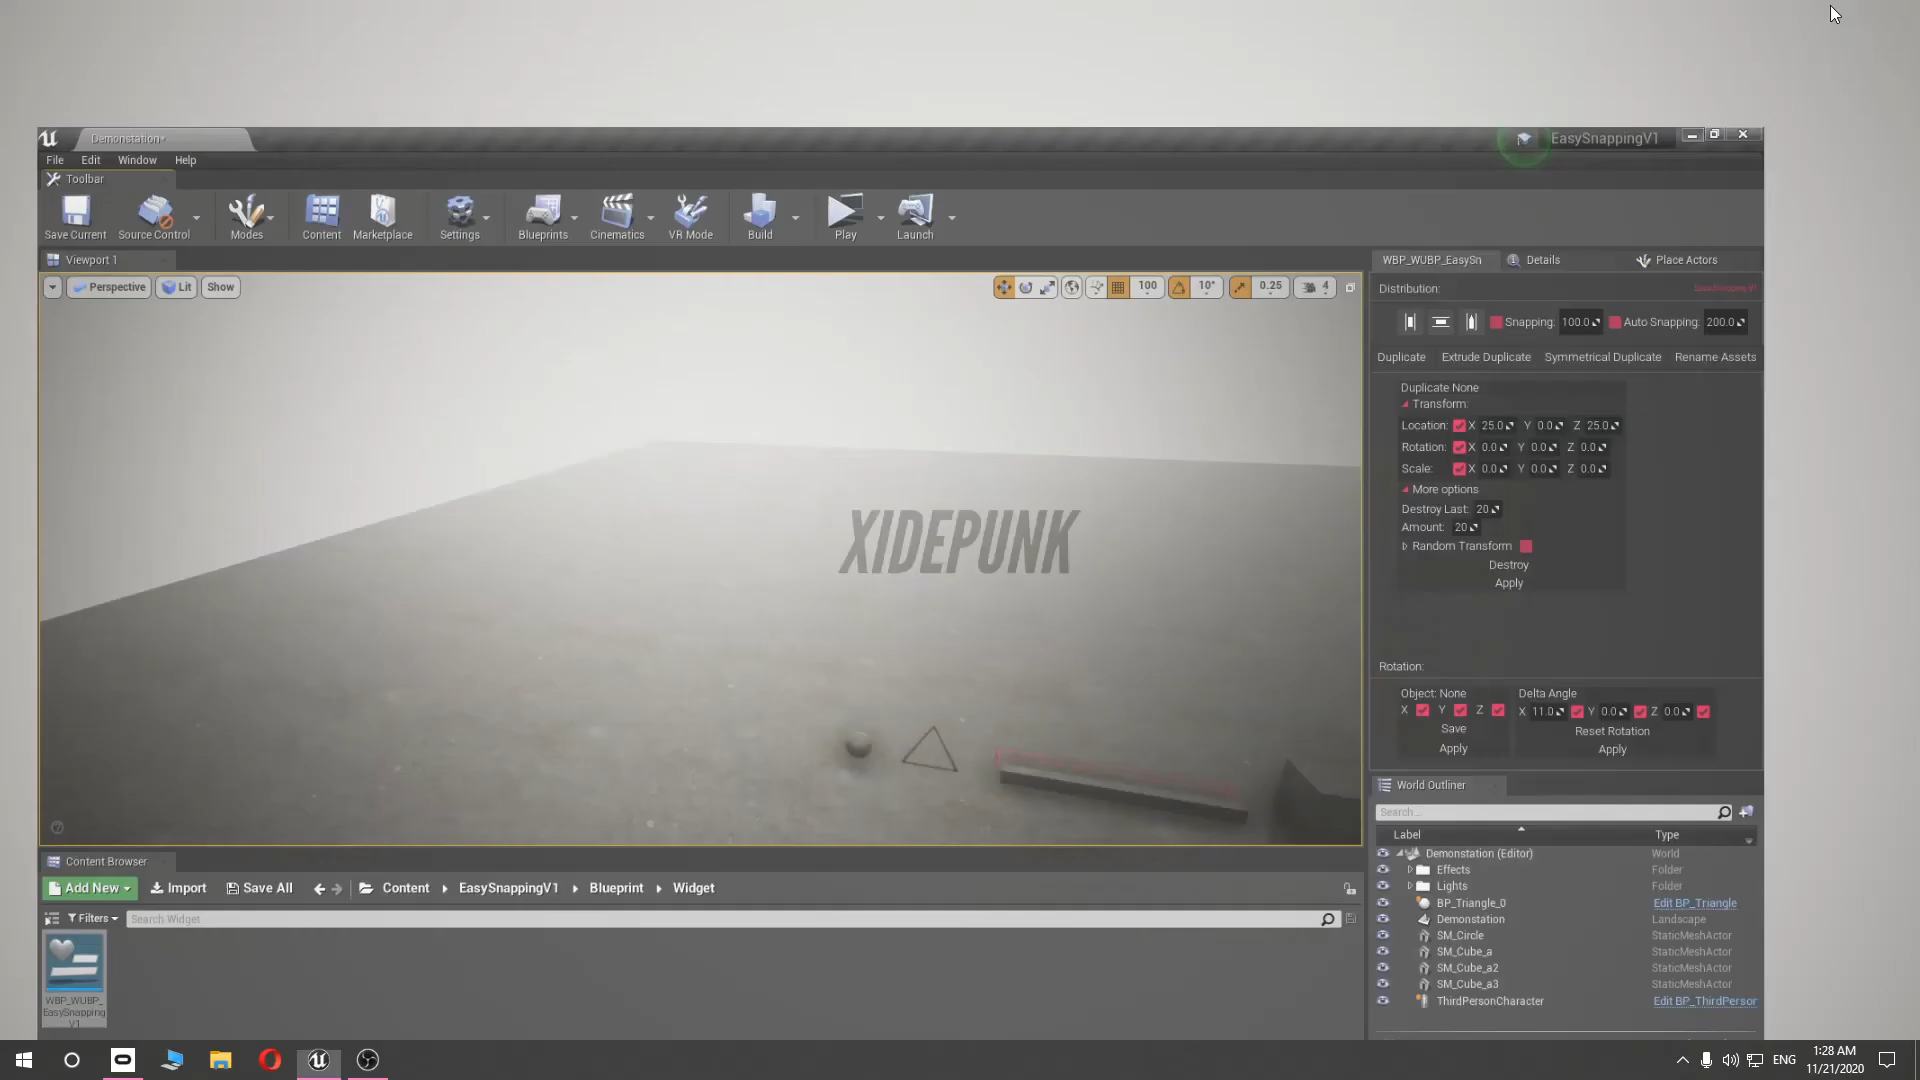 Demonstation•
EasySnappingV1
File Edit Window Help
Toolbar
Save Current Source Control Modes Content Marketplace Settings Blueprints Cinematics VR Mode Build Play Launch
Viewport 1
WBP_WUBP_EasySn Details Place Actors
Perspective Lit Show 100 10° 0.25 4
Distribution: EasySnapping V1
Snapping: 100.0 Auto Snapping: 200.0
Duplicate Extrude Duplicate Symmetrical Duplicate Rename Assets
Duplicate None
Transform:
Location: X 25.0 Y 0.0 Z 25.0
Rotation: X 0.0 Y 0.0 Z 0.0
Scale: X 0.0 Y 0.0 Z 0.0
More options
Destroy Last: 20
Amount: 20
Random Transform
Destroy
Apply
XIDEPUNK
Rotation:
Object: None Delta Angle
X Y Z X 11.0 Y 0.0 Z 0.0
Save Reset Rotation
Apply Apply
World Outliner
Search...
Label Type
Demonstation (Editor) World
Effects Folder
Lights Folder
BP_Triangle_0 Edit BP_Triangle
Demonstation Landscape
SM_Circle StaticMeshActor
SM_Cube_a StaticMeshActor
SM_Cube_a2 StaticMeshActor
SM_Cube_a3 StaticMeshActor
ThirdPersonCharacter Edit BP_ThirdPerson
Content Browser
Add New Import Save All Content EasySnappingV1 Blueprint Widget
Filters Search Widget
WBP_WUBP_
EasySnapping
V1
ENG 1:28 AM
11/21/2020